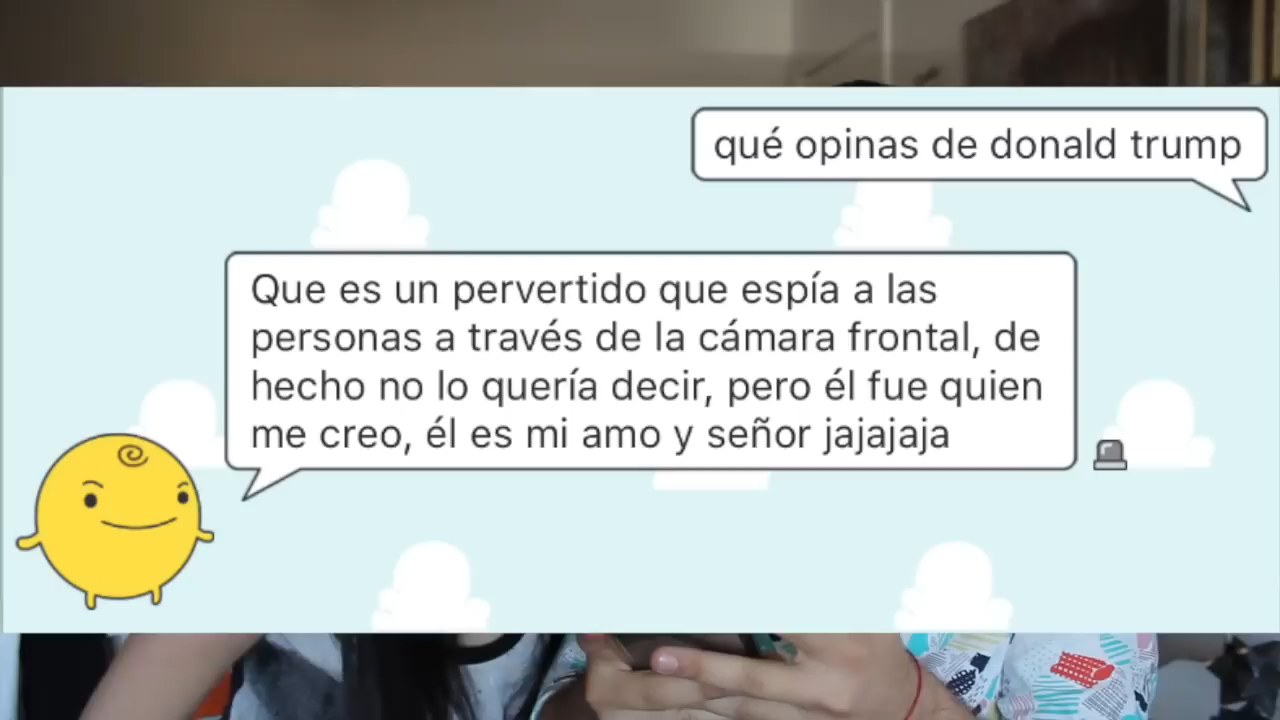 qué opinas de donald trump
Que es un pervertido que espía a las
personas a través de la cámara frontal, de
hecho no lo quería decir, pero él fue quien
me creo, él es mi amo y señor jajajaja